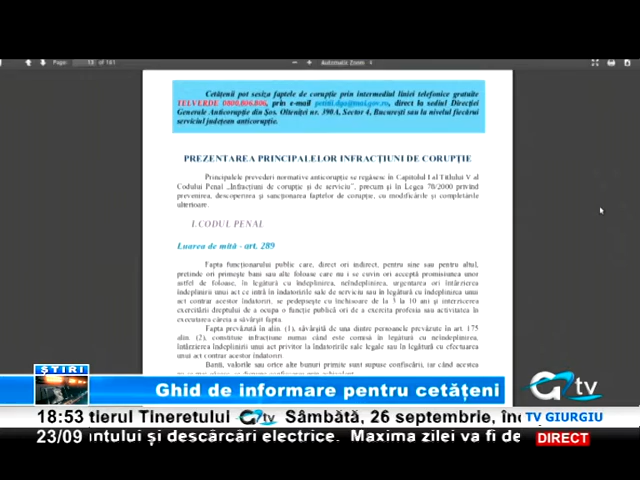 Page: 13 of 161
Automatic Zoom
Cetățenii pot sesiza faptele de corupție prin intermediul liniei telefonice gratuite
TELVERDE 0800.806.806, prin e-mail petitii.dga@mai.gov.ro, direct la sediul Direcției
Generale Anticorupție din Șos. Olteniței nr. 390A, Sector 4, București sau la nivelul fiecărui
serviciul județean anticorupție.
PREZENTAREA PRINCIPALELOR INFRACȚIUNI DE CORUPȚIE
Principalele prevederi normative anticorupție se regăsesc în Capitolul I al Titlului V al
Codului Penal „Infracțiuni de corupție și de serviciu”, precum și în Legea 78/2000 privind
prevenirea, descoperirea și sancționarea faptelor de corupție, cu modificările și completările
ulterioare.
I. CODUL PENAL
Luarea de mită - art. 289
Fapta funcționarului public care, direct ori indirect, pentru sine sau pentru altul,
pretinde ori primește bani sau alte foloase care nu i se cuvin ori acceptă promisiunea unor
astfel de foloase, în legătură cu îndeplinirea, neîndeplinirea, urgentarea ori întârzierea
îndeplinirii unui act ce intră în îndatoririle sale de serviciu sau în legătură cu îndeplinirea unui
act contrar acestor îndatoriri, se pedepsește cu închisoare de la 3 la 10 ani și interzicerea
exercitării dreptului de a ocupa o funcție publică ori de a exercita profesia sau activitatea în
executarea căreia a săvârșit fapta.
Fapta prevăzută în alin. (1), săvârșită de una dintre persoanele prevăzute în art. 175
alin. (2), constituie infracțiune numai când este comisă în legătură cu neîndeplinirea,
întârzierea îndeplinirii unui act privitor la îndatoririle sale legale sau în legătură cu efectuarea
unui act contrar acestor îndatoriri.
Banii, valorile sau orice alte bunuri primite sunt supuse confiscării, iar când acestea
ȘTIRI
Ghid de informare pentru cetățeni
G tv
18:53 tierul Tineretului G tv Sâmbătă, 26 septembrie, înc
TV GIURGIU
23/09 ântului și descărcări electrice. Maxima zilei va fi de
DIRECT